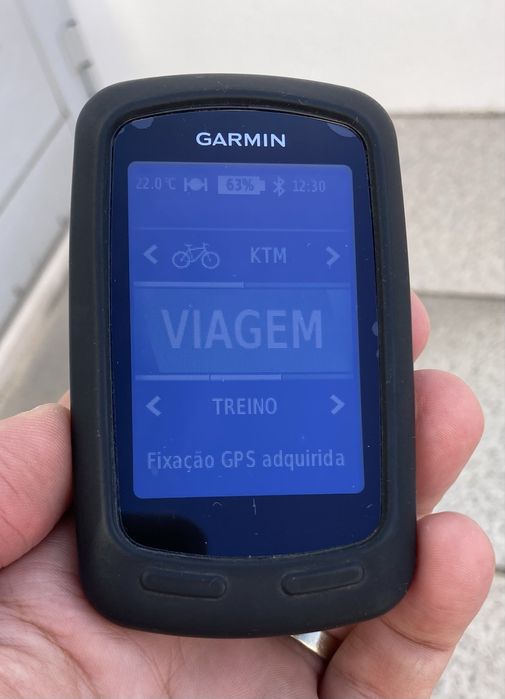 GARMIN
22.0 °C 63% 12:30
KTM
VIAGEM
TREINO
Fixação GPS adquirida